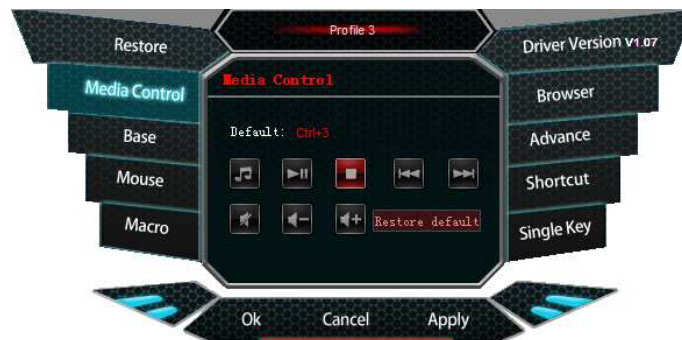 Profile 3
Restore
Driver Version V1.07
Media Control
Media Control
Browser
Base
Default: Ctrl+3
Advance
Mouse
Shortcut
Macro
Restore default
Single Key
Ok Cancel Apply